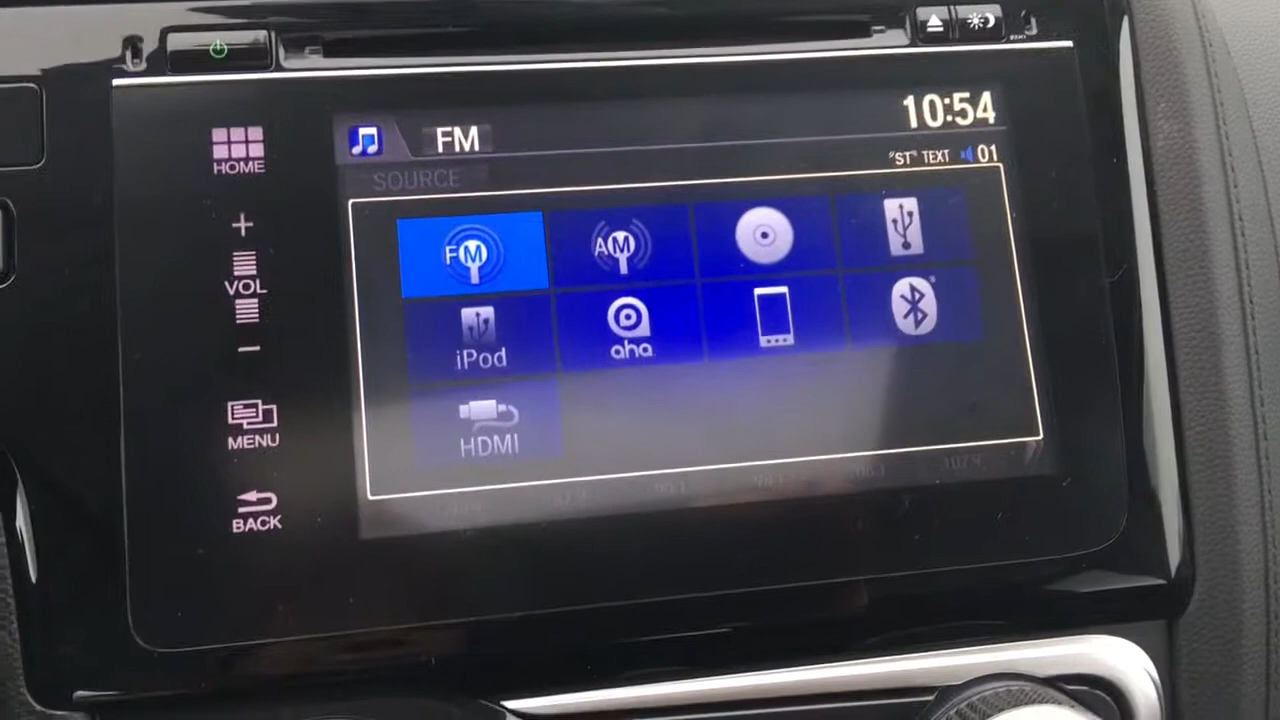 10:54
FM
"ST" TEXT 01
SOURCE
HOME
+
VOL
−
MENU
BACK
FM
AM
iPod
aha
HDMI